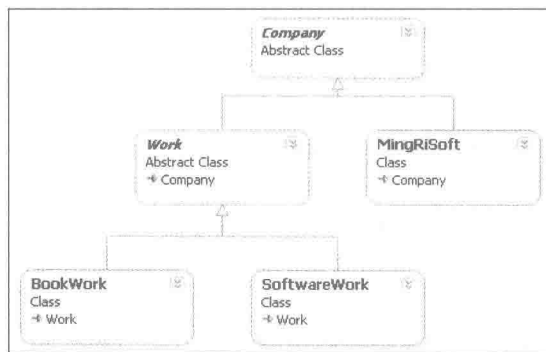 Company
Abstract Class
Work
Abstract Class
Company
MingRiSoft
Class
Company
BookWork
Class
Work
SoftwareWork
Class
Work